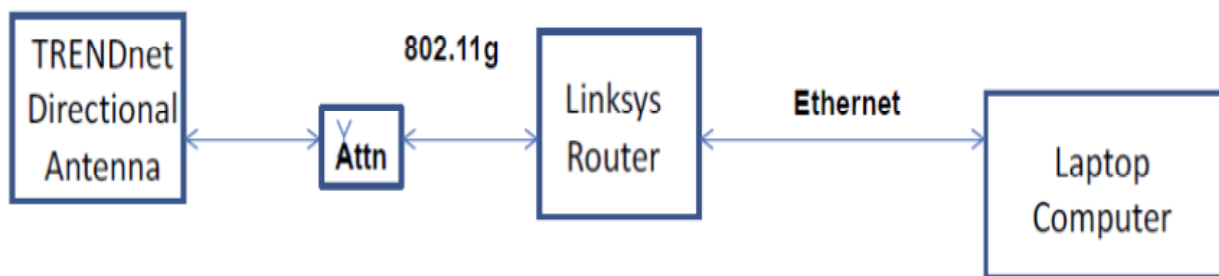 TRENDnet
Directional
Antenna
Attn
802.11g
Linksys
Router
Ethernet
Laptop
Computer